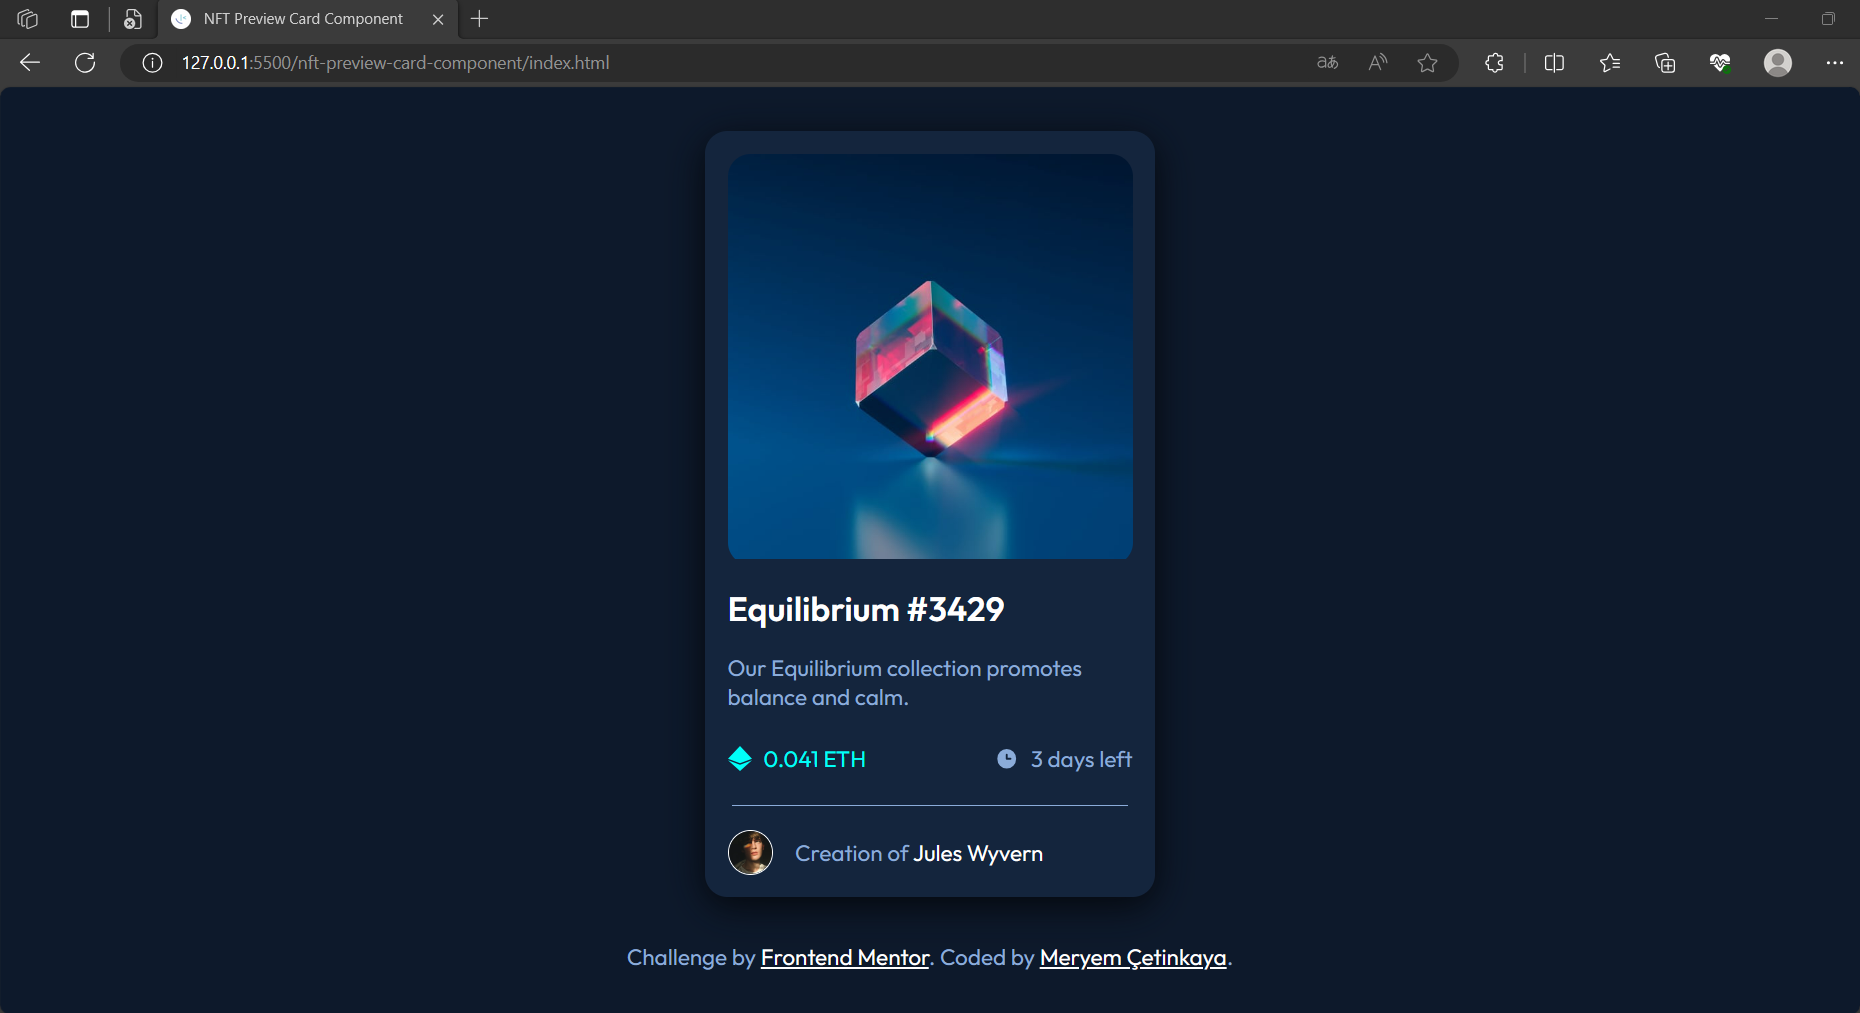 NFT Preview Card Component
127.0.0.1:5500/nft-preview-card-component/index.html
aあ
Equilibrium #3429
Our Equilibrium collection promotes
balance and calm.
0.041 ETH
3 days left
Creation of Jules Wyvern
Challenge by Frontend Mentor. Coded by Meryem Çetinkaya.